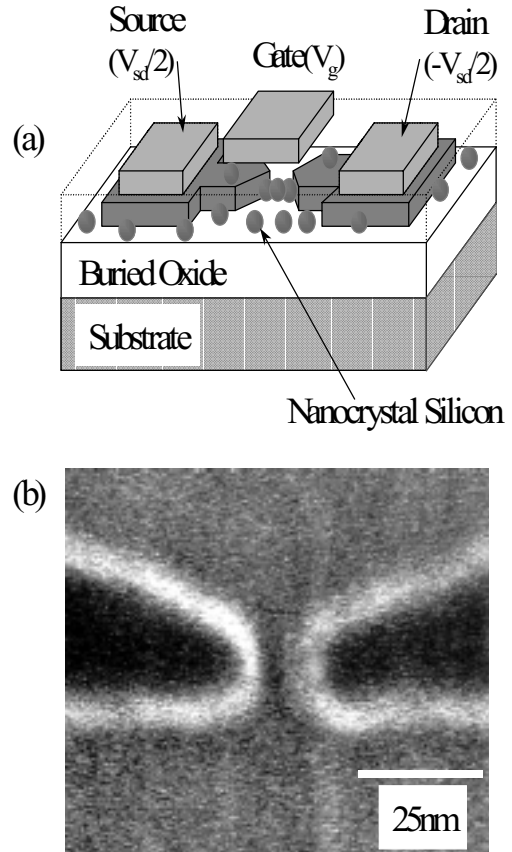 Source
(V_sd/2)
Drain
(-V_sd/2)
Gate(V_g)
(a)
Buried Oxide
Substrate
Nanocrystal Silicon
(b)
25nm